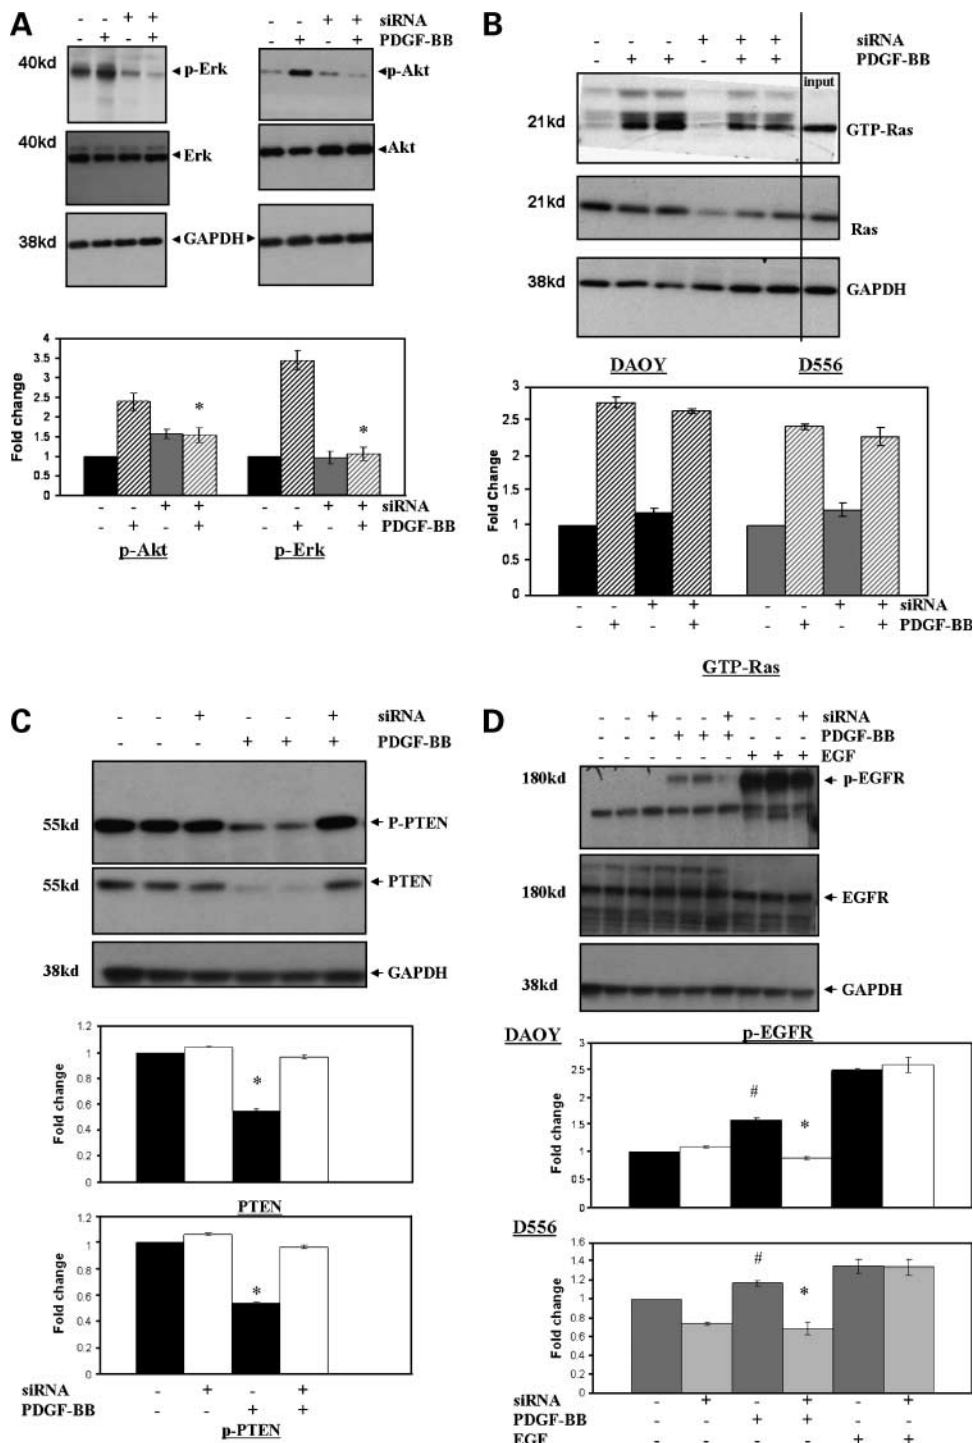 A
- - + + siRNA
- + - + PDGF-BB
40kd p-Erk
40kd Erk
38kd GAPDH
- - + + siRNA
- + - + PDGF-BB
p-Akt
Akt
Fold change
4
3.5
3
2.5
2
1.5
1
0.5
0
* *
- - + + - - + + siRNA
- + - + - + - + PDGF-BB
p-Akt p-Erk
B
- - - + + + siRNA
- + + - + + PDGF-BB
input
21kd GTP-Ras
21kd Ras
38kd GAPDH
DAOY D556
Fold Change
3
2.5
2
1.5
1
0.5
0
- - + + - - + + siRNA
- + - + - + - + PDGF-BB
GTP-Ras
C
- - + - - + siRNA
- - - + + + PDGF-BB
55kd P-PTEN
55kd PTEN
38kd GAPDH
Fold change
1.2
1
0.8
0.6
0.4
0.2
0
*
PTEN
Fold change
1.2
1
0.8
0.6
0.4
0.2
0
*
siRNA - + - +
PDGF-BB - - + +
p-PTEN
D
- - + - - + - - + siRNA
- - - + + + - - - PDGF-BB
- - - - - - + + + EGF
180kd p-EGFR
180kd EGFR
38kd GAPDH
DAOY p-EGFR
Fold change
3
2.5
2
1.5
1
0.5
0
# *
D556
Fold change
1.6
1.4
1.2
1
0.8
0.6
0.4
0.2
0
# *
siRNA - + - + - +
PDGF-BB - - + + - -
EGF - - - - + +